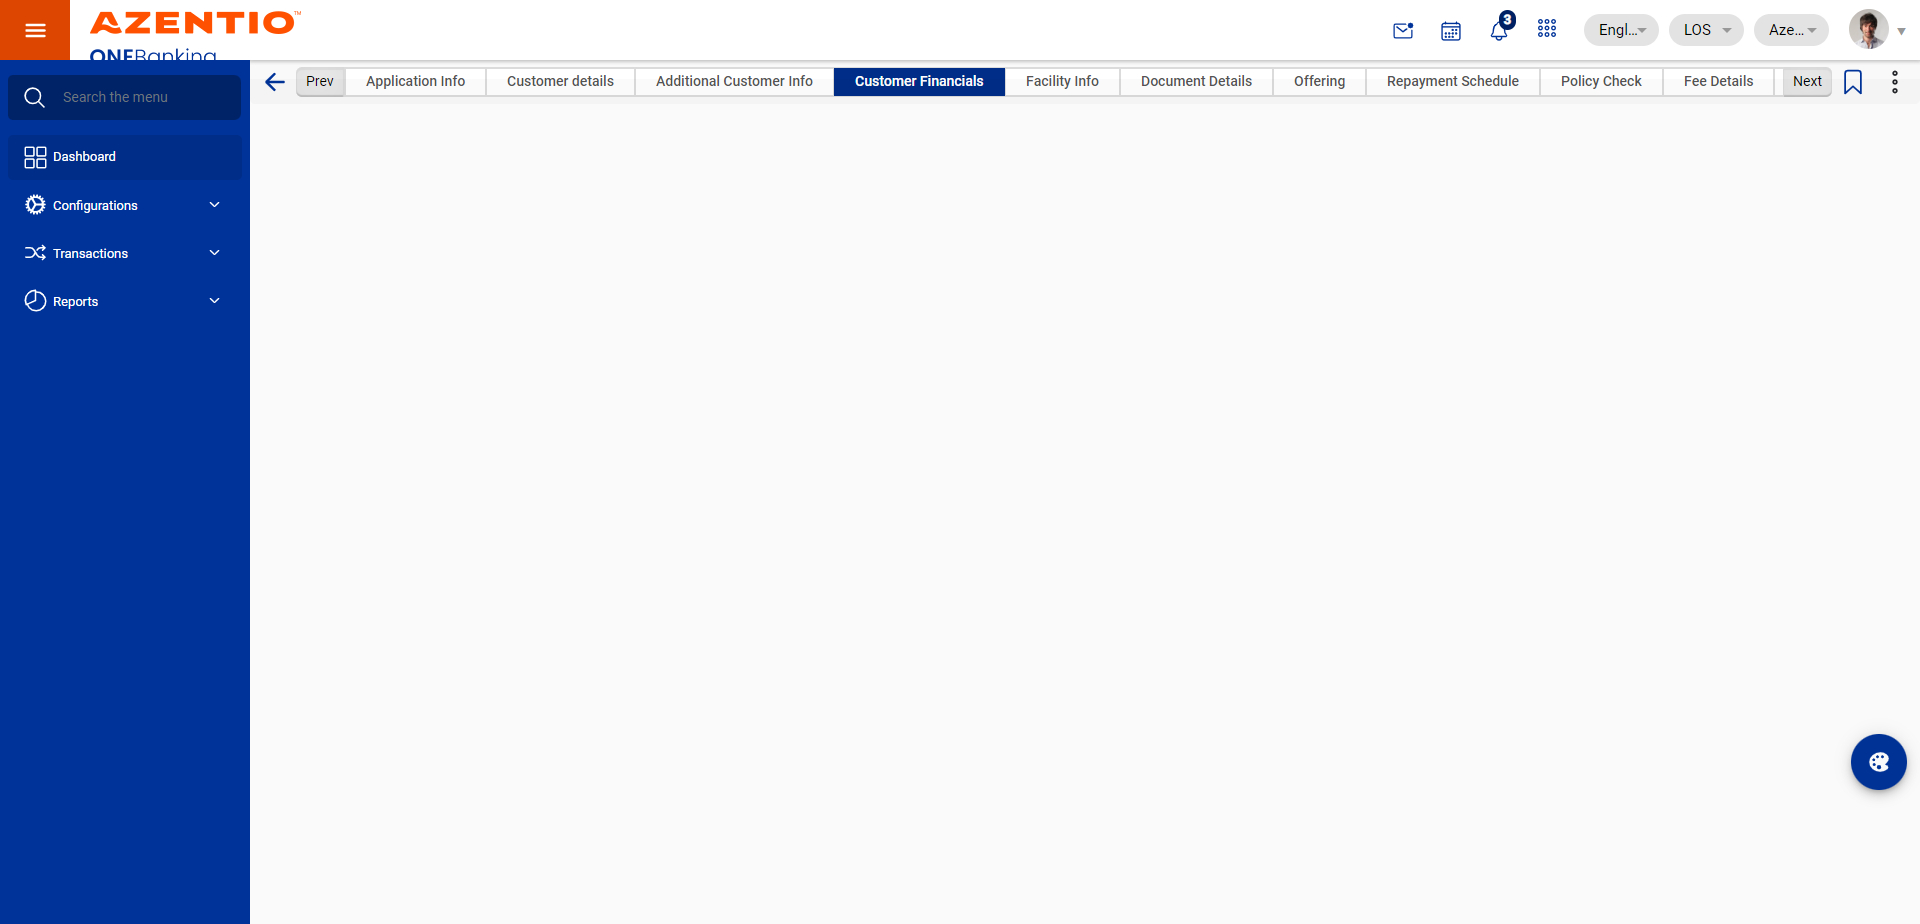 AZENTIO™
ONEBanking
3
Engl...
LOS
Aze...
Search the menu
Dashboard
Configurations
Transactions
Reports
Prev
Application Info
Customer details
Additional Customer Info
Customer Financials
Facility Info
Document Details
Offering
Repayment Schedule
Policy Check
Fee Details
Next